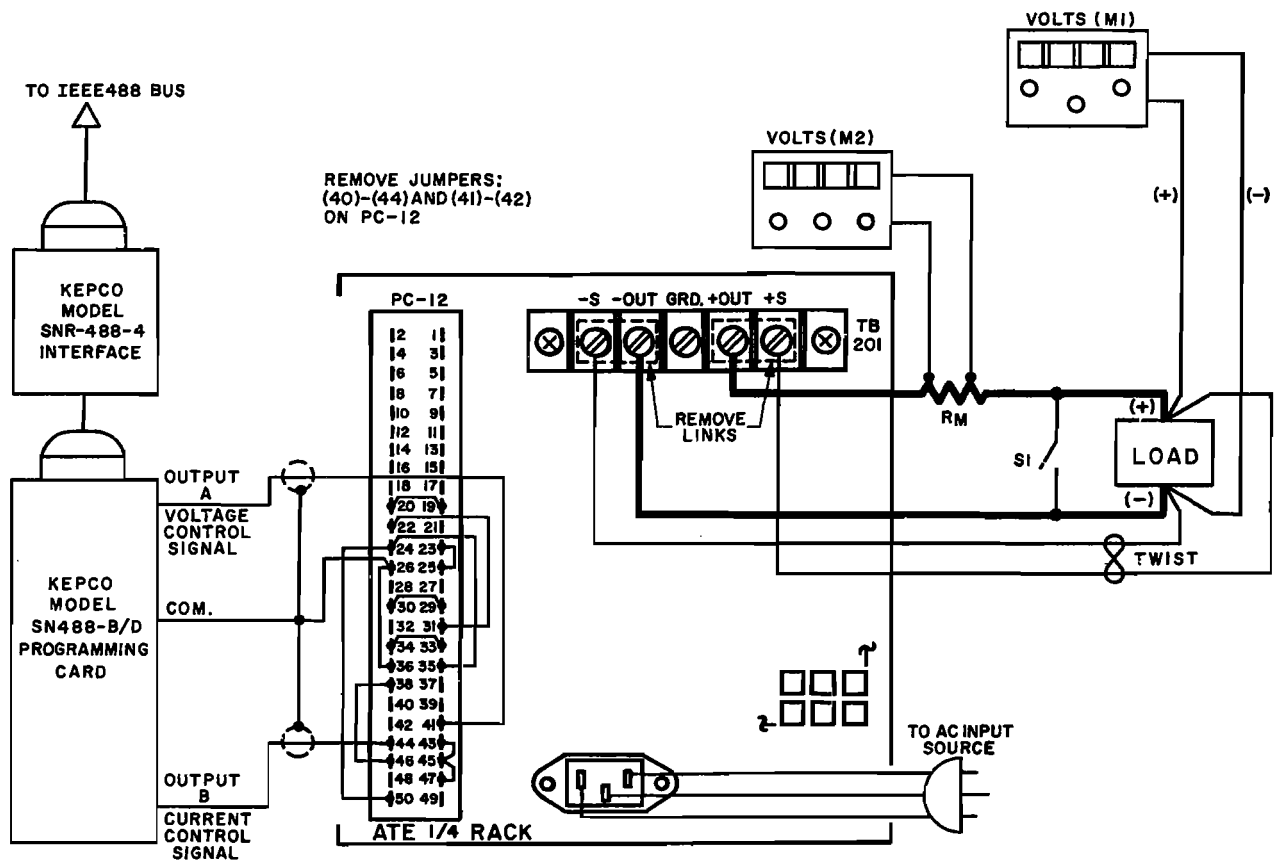 VOLTS (M1)
TO IEEE488 BUS
VOLTS (M2)
REMOVE JUMPERS:
(40)-(44) AND (41)-(42)
ON PC-12
(+)
(-)
KEPCO
MODEL
SNR-488-4
INTERFACE
PC-12
-S -OUT GRD. +OUT +S
TB
201
2 1
4 3
6 5
8 7
10 9
12 11
14 13
16 15
18 17
20 19
22 21
24 23
26 25
28 27
30 29
32 31
34 33
36 35
38 37
40 39
42 41
44 43
46 45
48 47
50 49
REMOVE
LINKS
RM
S1
(+)
LOAD
(-)
TWIST
OUTPUT
A
VOLTAGE
CONTROL
SIGNAL
COM.
KEPCO
MODEL
SN488-B/D
PROGRAMMING
CARD
OUTPUT
B
CURRENT
CONTROL
SIGNAL
TO AC INPUT
SOURCE
ATE 1/4 RACK